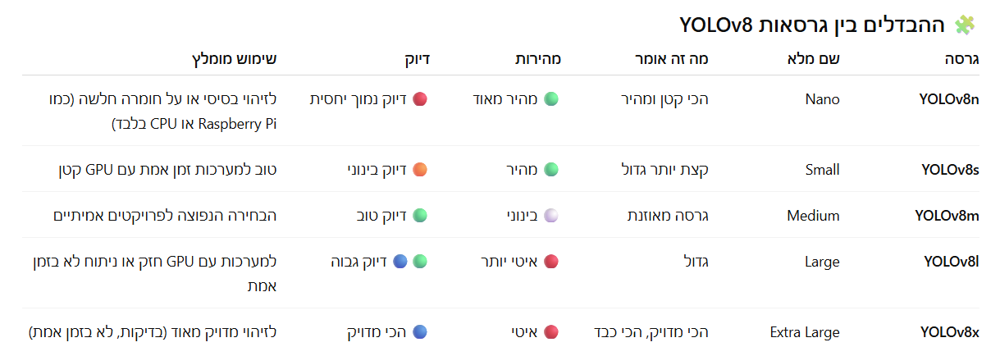 🧩 ההבדלים בין גרסאות YOLOv8
גרסה שם מלא מה זה אומר מהירות דיוק שימוש מומלץ
YOLOv8n Nano הכי קטן ומהיר 🟢 מהיר מאוד 🔴 דיוק נמוך יחסית לזיהוי בסיסי או על חומרה חלשה (כמו
Raspberry Pi או CPU בלבד)
YOLOv8s Small קצת יותר גדול 🟢 מהיר 🟠 דיוק בינוני טוב למערכות זמן אמת עם GPU קטן
YOLOv8m Medium גרסה מאוזנת ⚪ בינוני 🟢 דיוק טוב הבחירה הנפוצה לפרויקטים אמיתיים
YOLOv8l Large גדול 🔴 איטי יותר 🟢🔵 דיוק גבוה למערכות עם GPU חזק או ניתוח לא בזמן
אמת
YOLOv8x Extra Large הכי מדויק, הכי כבד 🔴 איטי 🔵 הכי מדויק לזיהוי מדויק מאוד (בדיקות, לא בזמן אמת)